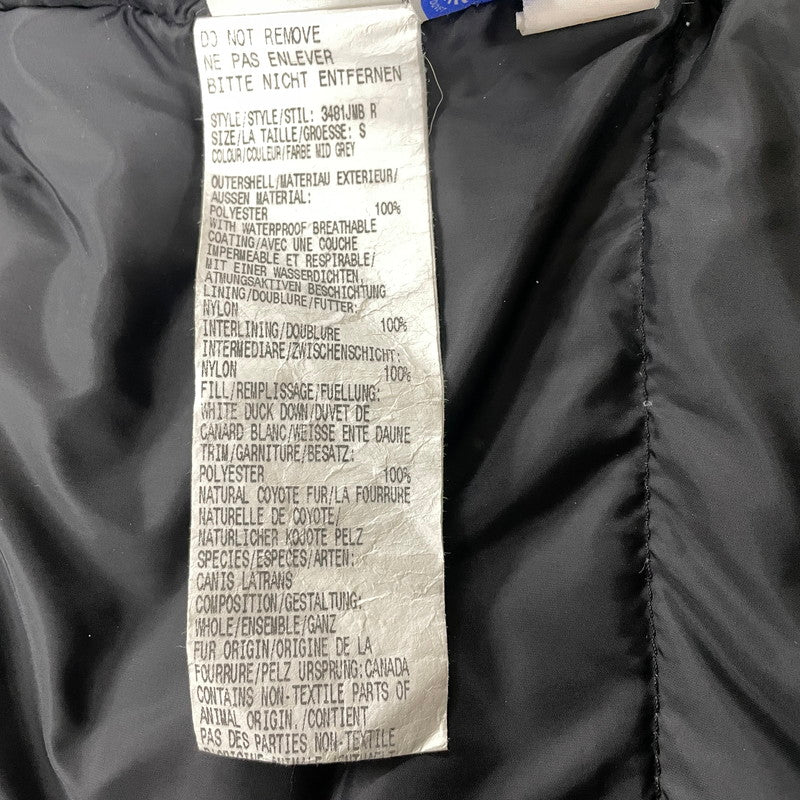 DO NOT REMOVE
NE PAS ENLEVER
BITTE NICHT ENTFERNEN
STYLE/STYLE/STIL: 3481JMB R
SIZE/LA TAILLE/GROESSE: S
COLOUR/COULEUR/FARBE MID GREY
OUTERSHELL/MATERIAU EXTERIEUR/
AUSSEN MATERIAL:
POLYESTER 100%
WITH WATERPROOF BREATHABLE
COATING/AVEC UNE COUCHE
IMPERMEABLE ET RESPIRABLE/
MIT EINER WASSERDICHTEN,
ATMUNGSAKTIVEN BESCHICHTUNG
LINING/DOUBLURE/FUTTER:
NYLON 100%
INTERLINING/DOUBLURE
INTERMEDIARE/ZWISCHENSCHICHT:
NYLON 100%
FILL/REMPLISSAGE/FUELLUNG:
WHITE DUCK DOWN/DUVET DE
CANARD BLANC/WEISSE ENTE DAUNE
TRIM/GARNITURE/BESATZ:
POLYESTER 100%
NATURAL COYOTE FUR/LA FOURRURE
NATURELLE DE COYOTE/
NATURLICHER KOJOTE PELZ
SPECIES/ESPECES/ARTEN:
CANIS LATRANS
COMPOSITION/GESTALTUNG:
WHOLE/ENSEMBLE/GANZ
FUR ORIGIN/ORIGINE DE LA
FOURRURE/PELZ URSPRUNG:CANADA
CONTAINS NON-TEXTILE PARTS OF
ANIMAL ORIGIN./CONTIENT
PAS DES PARTIES NON-TEXTILE